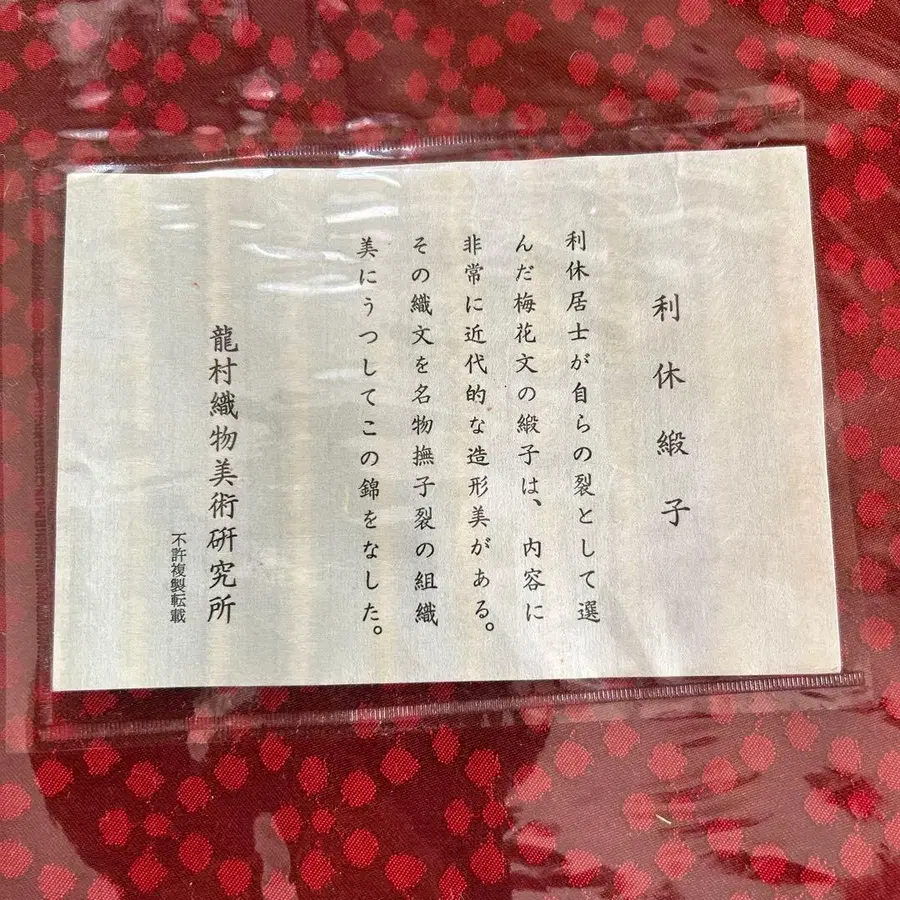 利休緞子
利休居士が自らの裂として選
んだ梅花文の緞子は、内容に
非常に近代的な造形美がある。
その織文を名物撫子裂の組織
美にうつしてこの錦をなした。
龍村織物美術研究所
不許複製転載